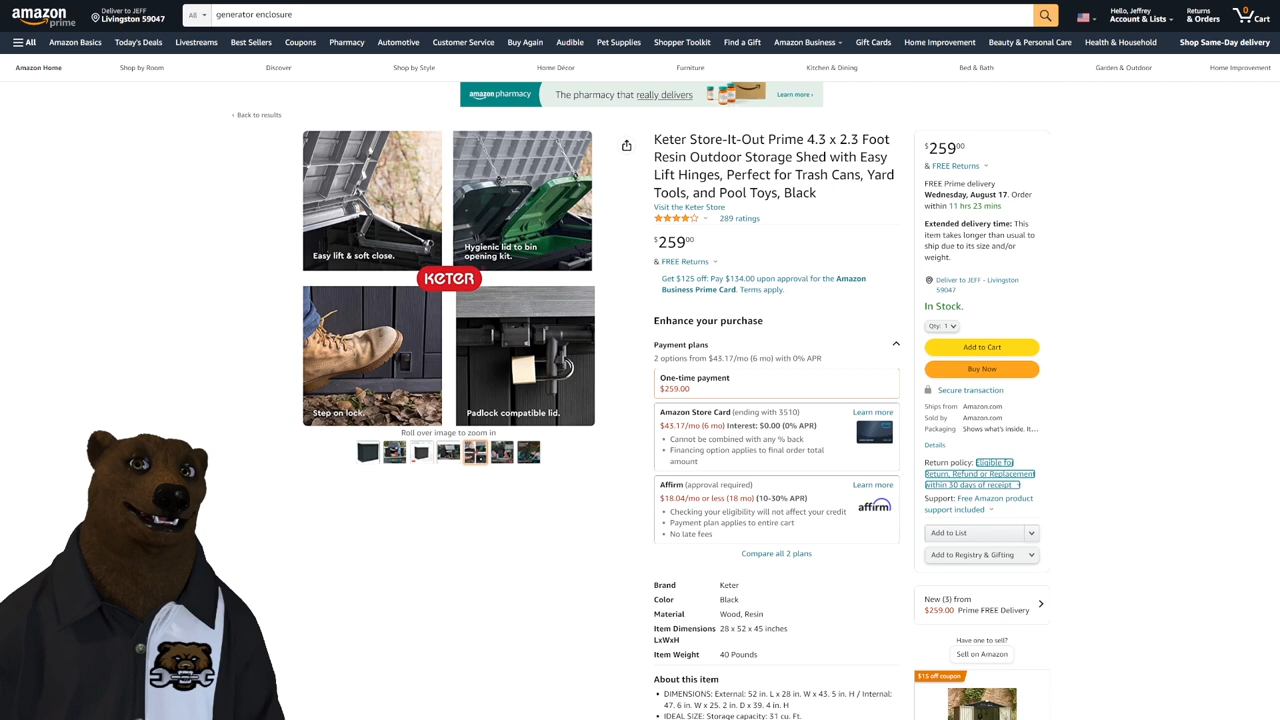 amazon prime
Deliver to JEFF
Livingston 59047
All
generator enclosure
Hello, Jeffrey
Account & Lists
Returns
& Orders
0
Cart
All
Amazon Basics
Today's Deals
Livestreams
Best Sellers
Coupons
Pharmacy
Automotive
Customer Service
Buy Again
Audible
Pet Supplies
Shopper Toolkit
Find a Gift
Amazon Business
Gift Cards
Home Improvement
Beauty & Personal Care
Health & Household
Shop Same-Day delivery
Amazon Home
Shop by Room
Discover
Shop by Style
Home Décor
Furniture
Kitchen & Dining
Bed & Bath
Garden & Outdoor
Home Improvement
amazon pharmacy
The pharmacy that really delivers
Learn more ›
‹ Back to results
Easy lift & soft close.
Hygienic lid to bin
opening kit.
KETER
Step on lock.
Padlock compatible lid.
Roll over image to zoom in
Keter Store-It-Out Prime 4.3 x 2.3 Foot
Resin Outdoor Storage Shed with Easy
Lift Hinges, Perfect for Trash Cans, Yard
Tools, and Pool Toys, Black
Visit the Keter Store
289 ratings
$259.00
& FREE Returns
Get $125 off: Pay $134.00 upon approval for the Amazon
Business Prime Card. Terms apply.
Enhance your purchase
Payment plans
2 options from $43.17/mo (6 mo) with 0% APR
One-time payment
$259.00
Amazon Store Card (ending with 3510)
Learn more
$43.17/mo (6 mo) Interest: $0.00 (0% APR)
• Cannot be combined with any % back
• Financing option applies to final order total
amount
Affirm (approval required)
Learn more
$18.04/mo or less (18 mo) (10-30% APR)
• Checking your eligibility will not affect your credit
• Payment plan applies to entire cart
• No late fees
affirm
Compare all 2 plans
Brand Keter
Color Black
Material Wood, Resin
Item Dimensions 28 x 52 x 45 inches
LxWxH
Item Weight 40 Pounds
About this item
• DIMENSIONS: External: 52 in. L x 28 in. W x 43. 5 in. H / Internal:
47. 6 in. W x 25. 2 in. D x 39. 4 in. H
• IDEAL SIZE: Storage capacity: 31 cu. Ft.
$259.00
& FREE Returns
FREE Prime delivery
Wednesday, August 17. Order
within 11 hrs 23 mins
Extended delivery time: This
item takes longer than usual to
ship due to its size and/or
weight.
Deliver to JEFF - Livingston
59047
In Stock.
Qty: 1
Add to Cart
Buy Now
Secure transaction
Ships from Amazon.com
Sold by Amazon.com
Packaging Shows what's inside. It...
Details
Return policy: Eligible for
Return, Refund or Replacement
within 30 days of receipt
Support: Free Amazon product
support included
Add to List
Add to Registry & Gifting
New (3) from
$259.00 Prime FREE Delivery
Have one to sell?
Sell on Amazon
$15 off coupon